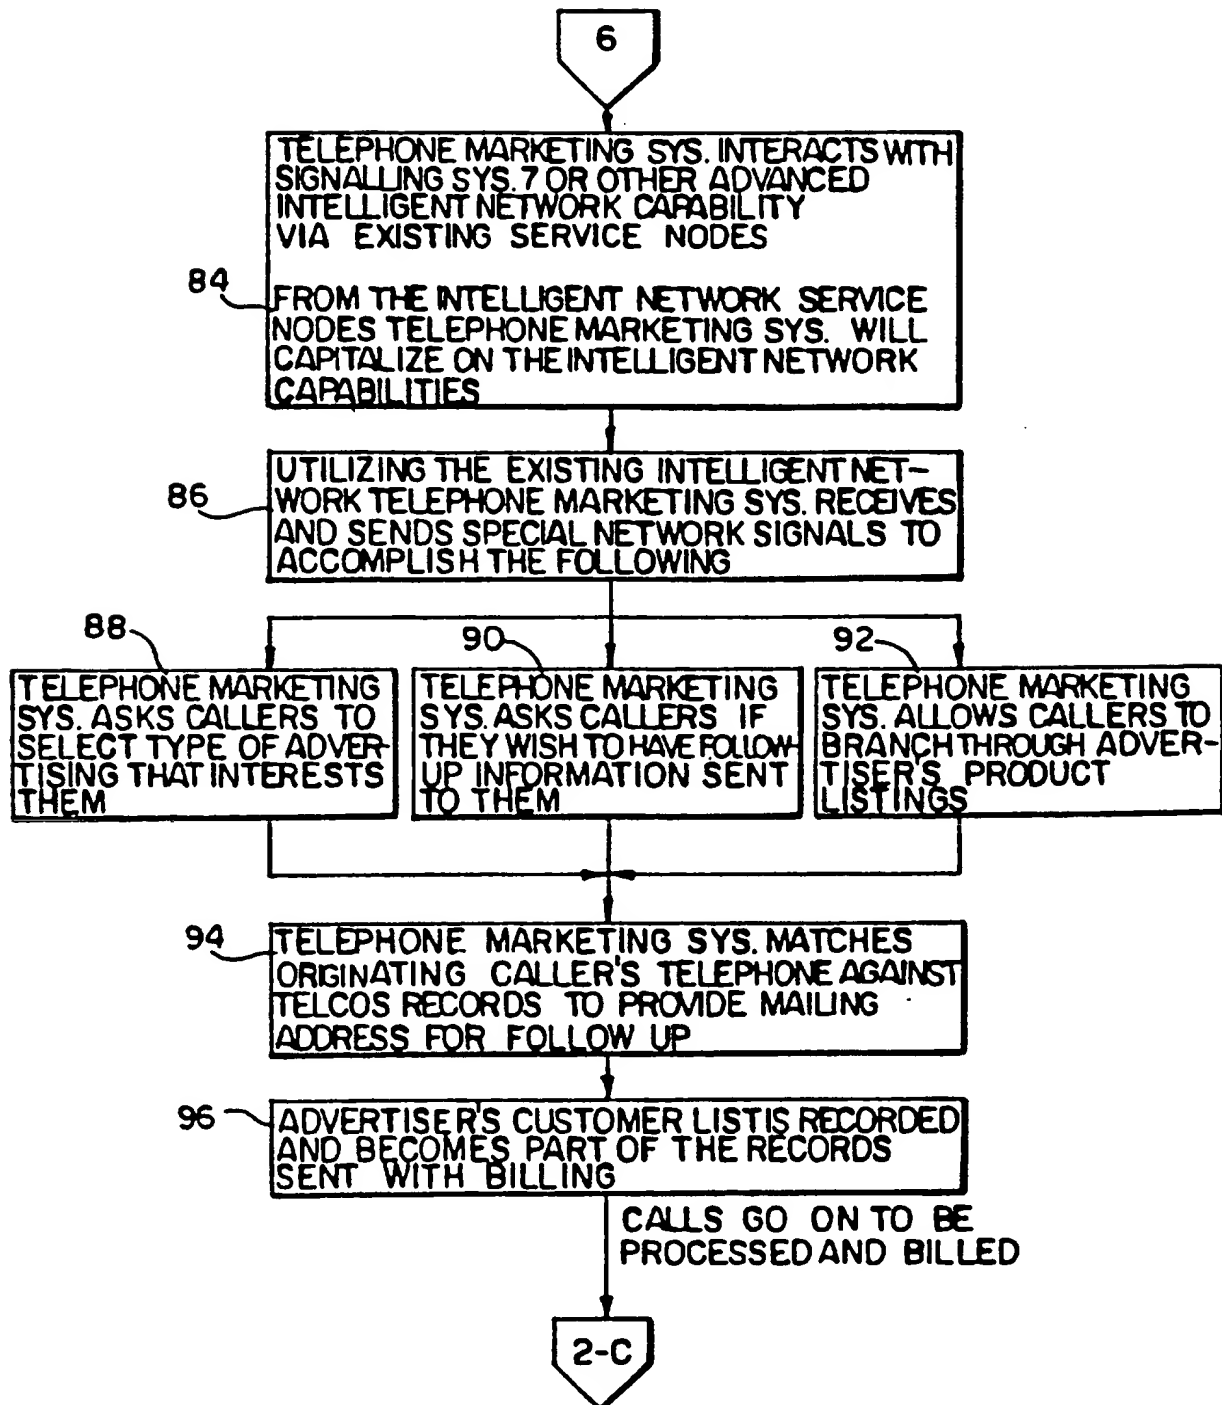 6
TELEPHONE MARKETING SYS. INTERACTS WITH
SIGNALLING SYS. 7 OR OTHER ADVANCED
INTELLIGENT NETWORK CAPABILITY
VIA EXISTING SERVICE NODES
84
FROM THE INTELLIGENT NETWORK SERVICE
NODES TELEPHONE MARKETING SYS. WILL
CAPITALIZE ON THE INTELLIGENT NETWORK
CAPABILITIES
86
UTILIZING THE EXISTING INTELLIGENT NET-
WORK TELEPHONE MARKETING SYS. RECEIVES
AND SENDS SPECIAL NETWORK SIGNALS TO
ACCOMPLISH THE FOLLOWING
88
TELEPHONE MARKETING
SYS. ASKS CALLERS TO
SELECT TYPE OF ADVER-
TISING THAT INTERESTS
THEM
90
TELEPHONE MARKETING
SYS. ASKS CALLERS IF
THEY WISH TO HAVE FOLLOW-
UP INFORMATION SENT
TO THEM
92
TELEPHONE MARKETING
SYS. ALLOWS CALLERS TO
BRANCH THROUGH ADVER-
TISER'S PRODUCT
LISTINGS
94
TELEPHONE MARKETING SYS. MATCHES
ORIGINATING CALLER'S TELEPHONE AGAINST
TELCOS RECORDS TO PROVIDE MAILING
ADDRESS FOR FOLLOW UP
96
ADVERTISER'S CUSTOMER LIST IS RECORDED
AND BECOMES PART OF THE RECORDS
SENT WITH BILLING
CALLS GO ON TO BE
PROCESSED AND BILLED
2-C